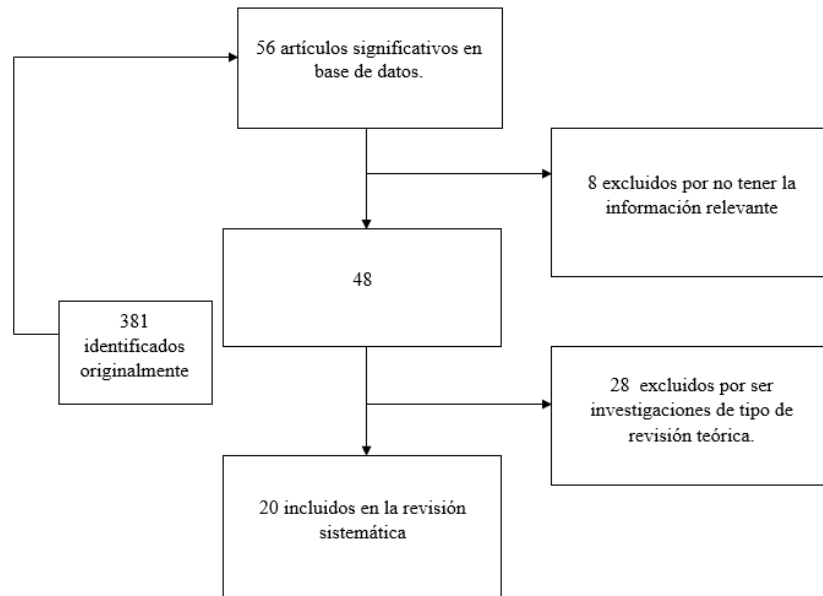 56 artículos significativos en
base de datos.
8 excluidos por no tener la
información relevante
48
381
identificados
originalmente
28 excluidos por ser
investigaciones de tipo de
revisión teórica.
20 incluidos en la revisión
sistemática